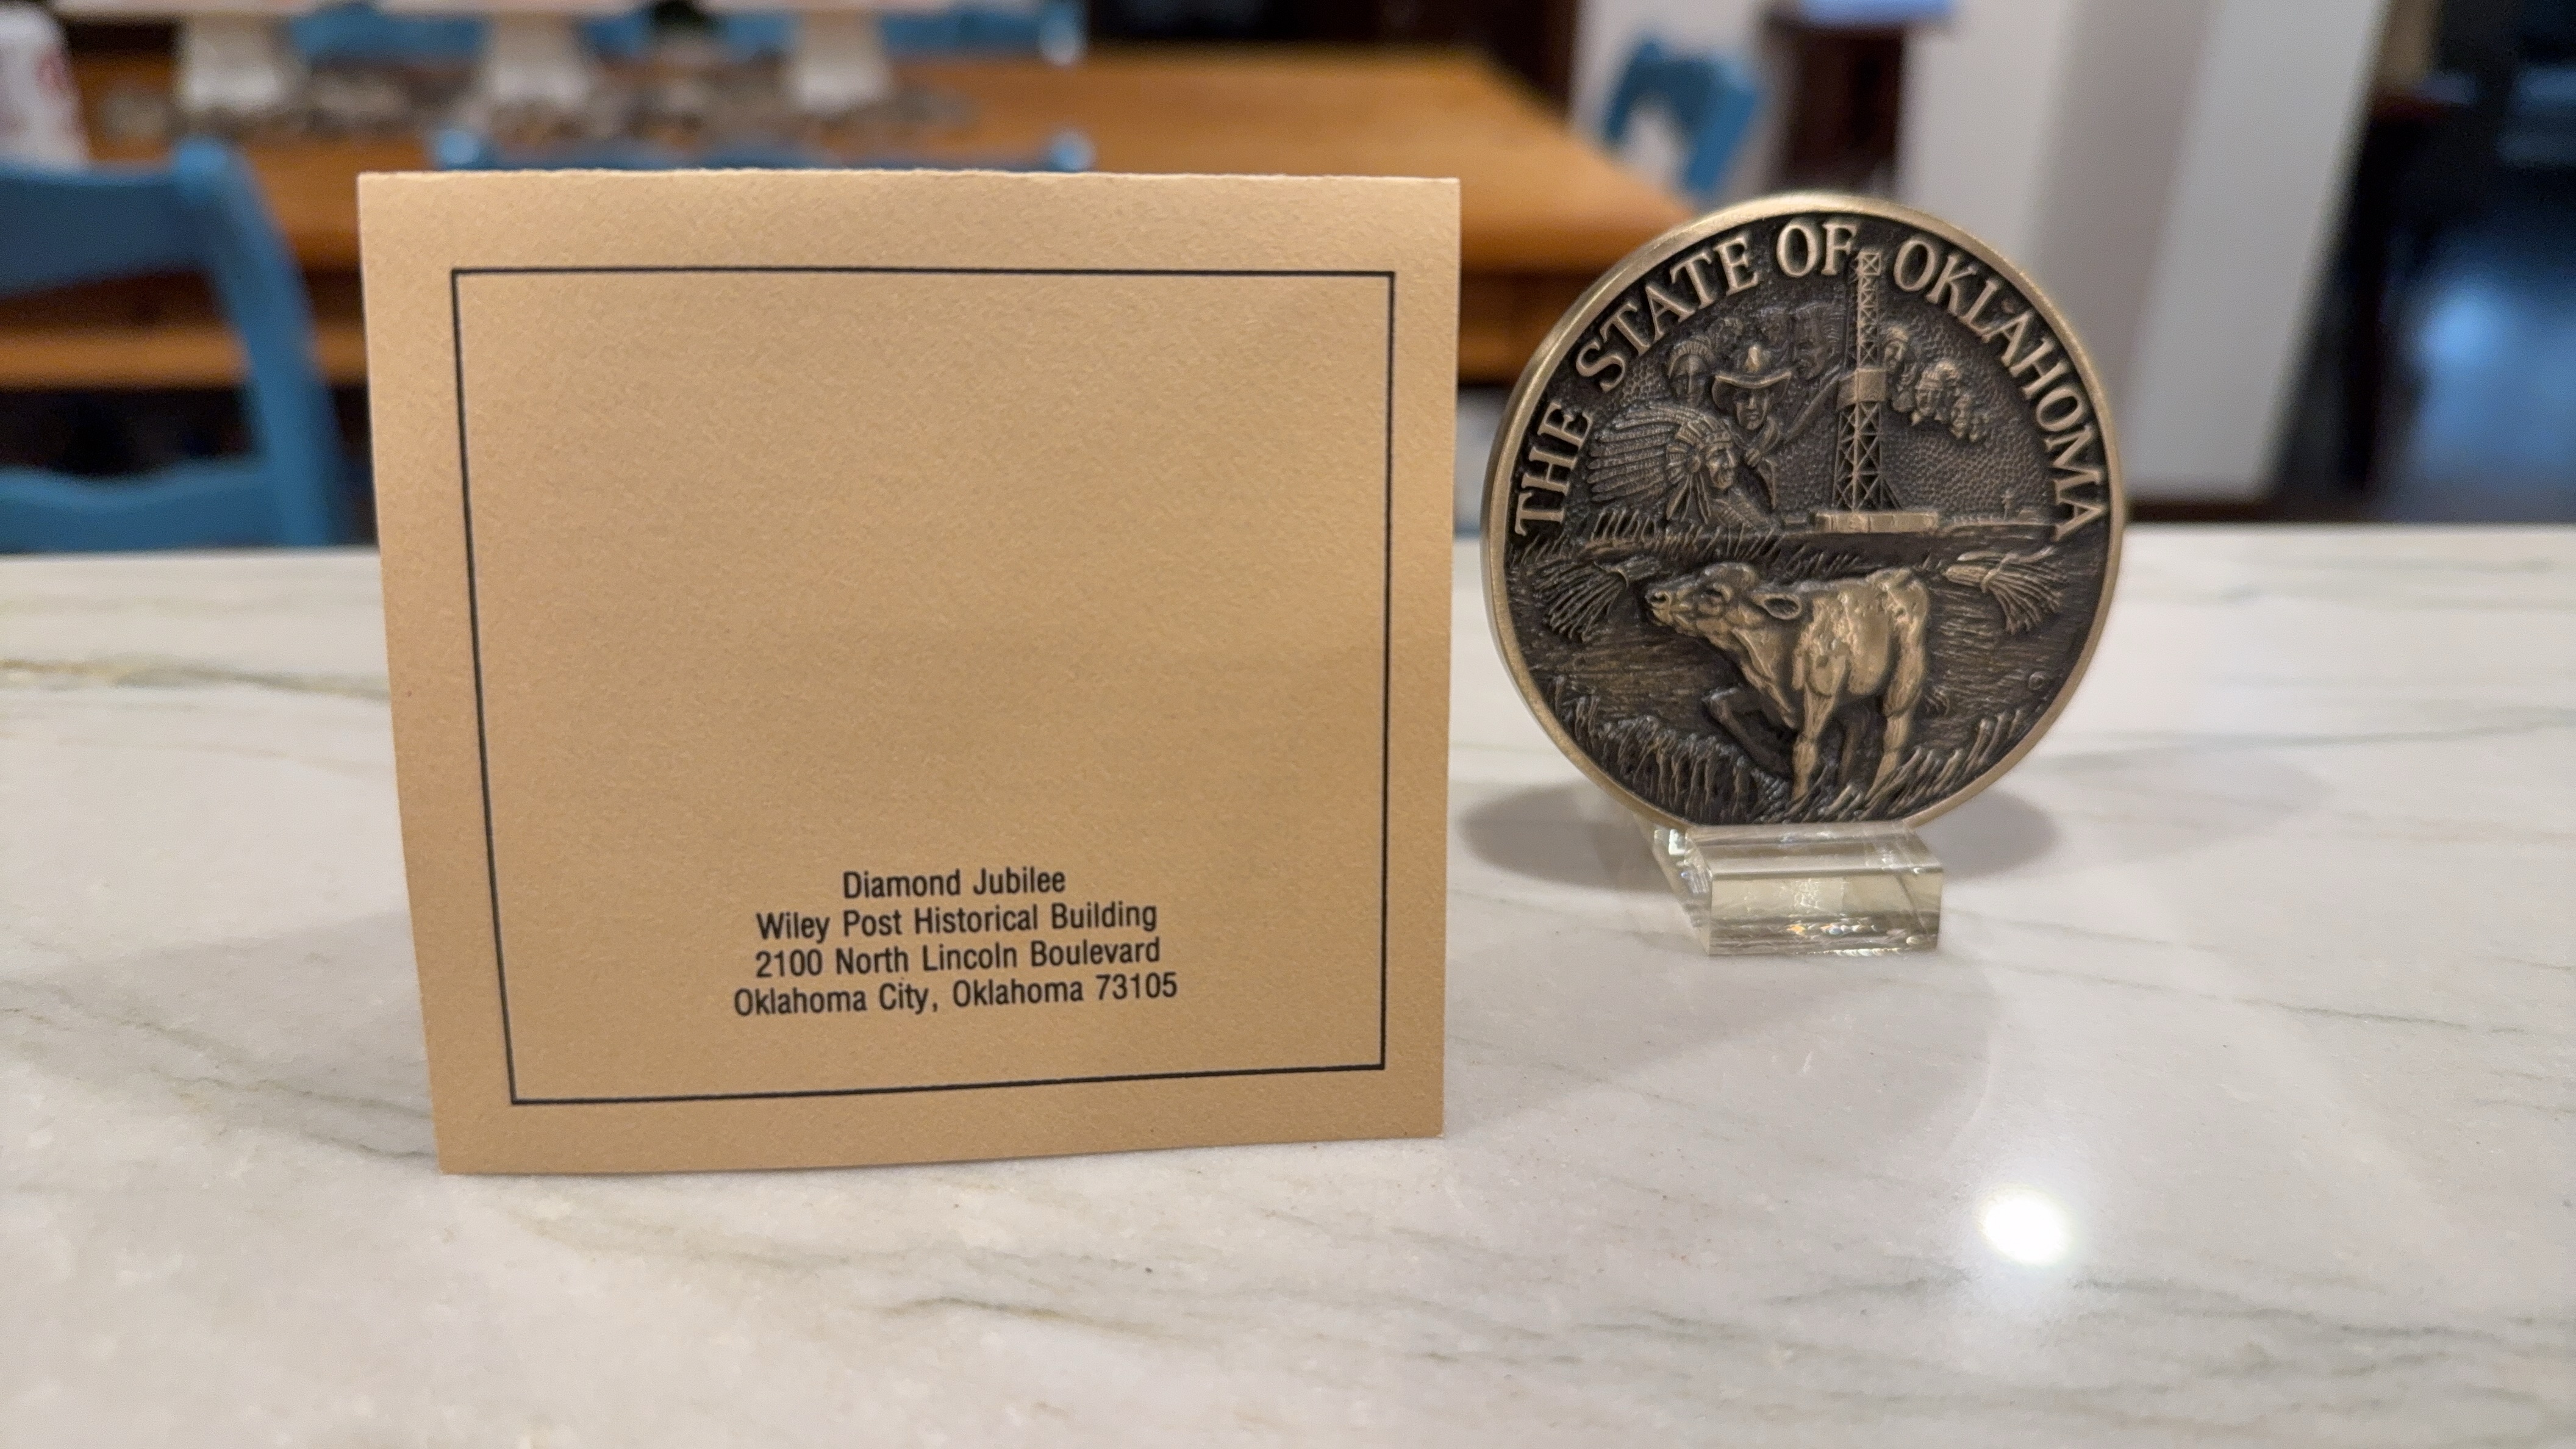 Diamond Jubilee
Wiley Post Historical Building
2100 North Lincoln Boulevard
Oklahoma City, Oklahoma 73105
THE STATE OF OKLAHOMA